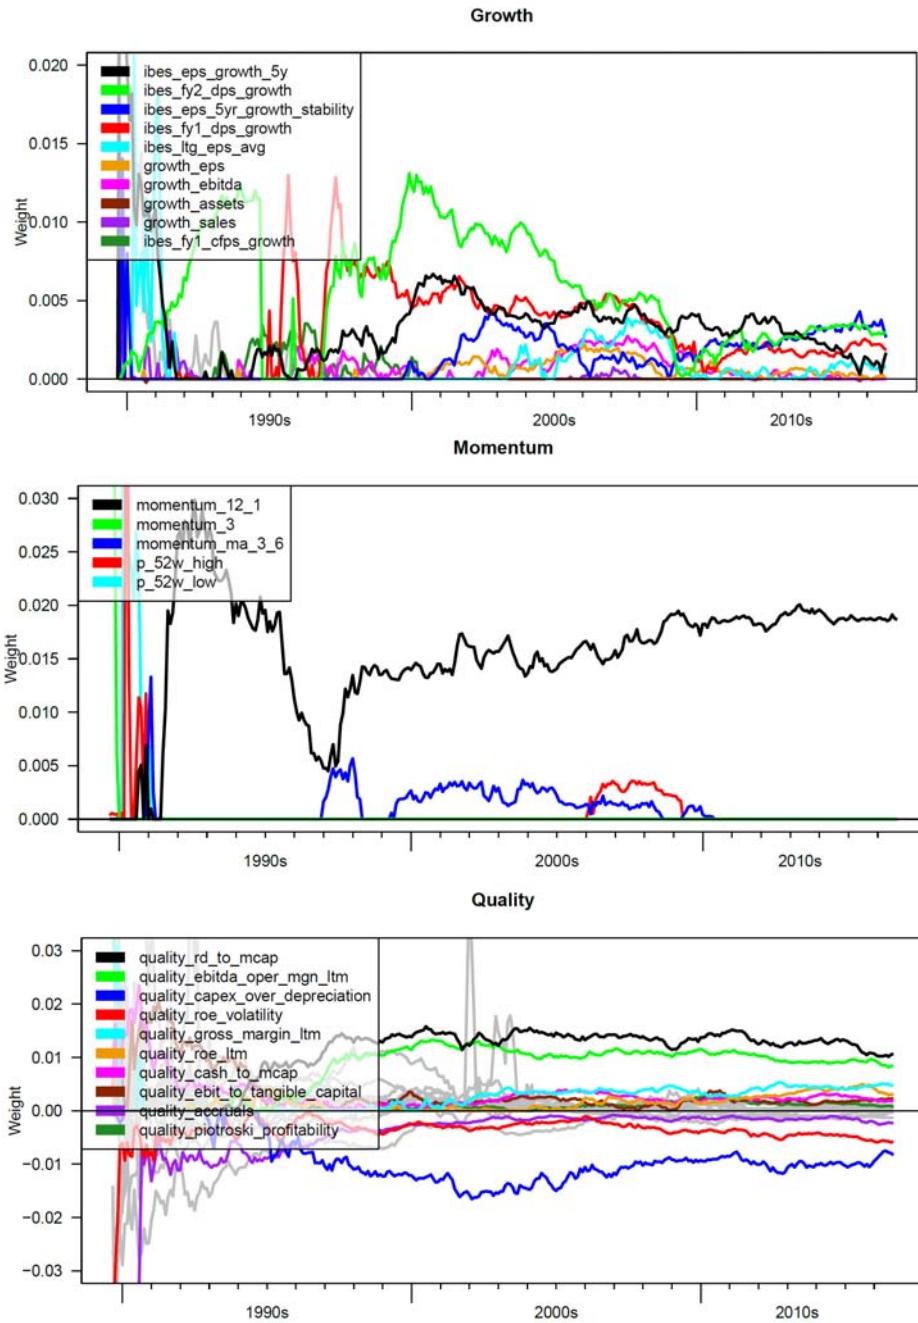 Growth
Weight
0.020
0.015
0.010
0.005
0.000
ibes_eps_growth_5y
ibes_fy2_dps_growth
ibes_eps_5yr_growth_stability
ibes_fy1_dps_growth
ibes_ltg_eps_avg
growth_eps
growth_ebitda
growth_assets
growth_sales
ibes_fy1_cfps_growth
1990s 2000s 2010s
Momentum
Weight
0.030
0.025
0.020
0.015
0.010
0.005
0.000
momentum_12_1
momentum_3
momentum_ma_3_6
p_52w_high
p_52w_low
1990s 2000s 2010s
Quality
Weight
0.03
0.02
0.01
0.00
−0.01
−0.02
−0.03
quality_rd_to_mcap
quality_ebitda_oper_mgn_ltm
quality_capex_over_depreciation
quality_roe_volatility
quality_gross_margin_ltm
quality_roe_ltm
quality_cash_to_mcap
quality_ebit_to_tangible_capital
quality_accruals
quality_piotroski_profitability
1990s 2000s 2010s